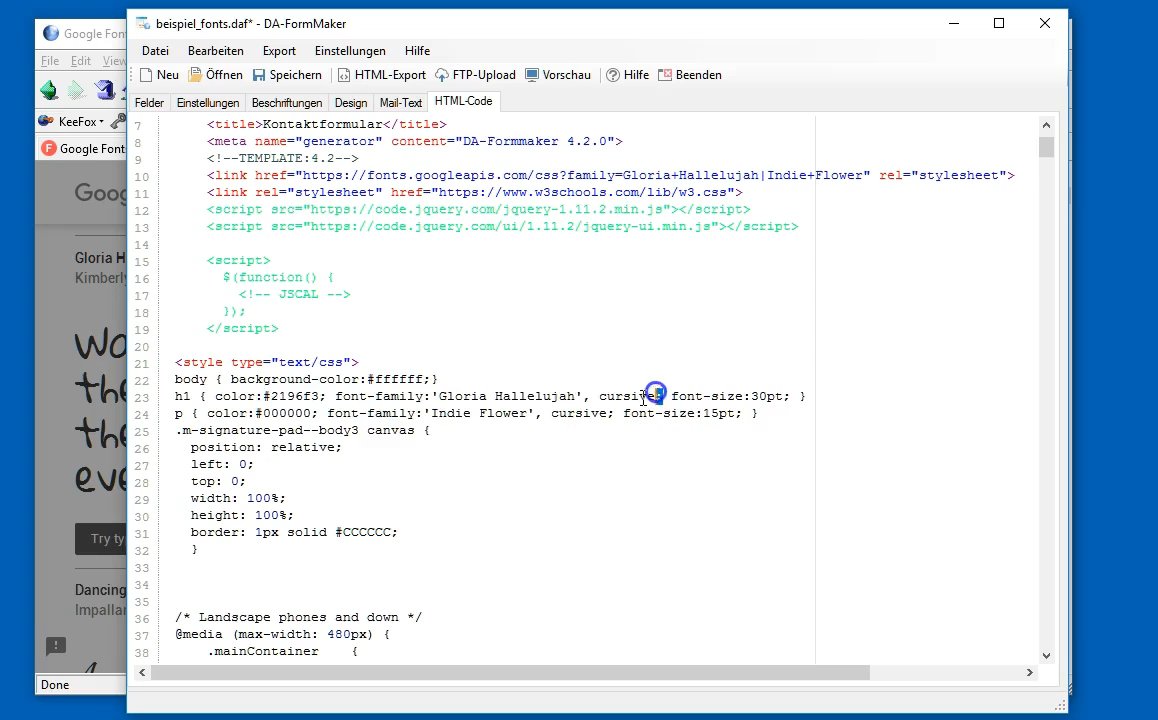 Google Fon
File Edit View
KeeFox
Google Font
Goog
Gloria H
Kimberly
Wo
the
the
eve
Try ty
Dancing
Impallar
Done
beispiel_fonts.daf* - DA-FormMaker
Datei Bearbeiten Export Einstellungen Hilfe
Neu Öffnen Speichern HTML-Export FTP-Upload Vorschau Hilfe Beenden
Felder Einstellungen Beschriftungen Design Mail-Text HTML-Code
7 <title>Kontaktformular</title>
8 <meta name="generator" content="DA-Formmaker 4.2.0">
9 <!--TEMPLATE:4.2-->
10 <link href="https://fonts.googleapis.com/css?family=Gloria+Hallelujah|Indie+Flower" rel="stylesheet">
11 <link rel="stylesheet" href="https://www.w3schools.com/lib/w3.css">
12 <script src="https://code.jquery.com/jquery-1.11.2.min.js"></script>
13 <script src="https://code.jquery.com/ui/1.11.2/jquery-ui.min.js"></script>
14
15 <script>
16 $(function() {
17 <!-- JSCAL -->
18 });
19 </script>
20
21 <style type="text/css">
22 body { background-color:#ffffff;}
23 h1 { color:#2196f3; font-family:'Gloria Hallelujah', cursive; font-size:30pt; }
24 p { color:#000000; font-family:'Indie Flower', cursive; font-size:15pt; }
25 .m-signature-pad--body3 canvas {
26 position: relative;
27 left: 0;
28 top: 0;
29 width: 100%;
30 height: 100%;
31 border: 1px solid #CCCCCC;
32 }
33
34
35
36 /* Landscape phones and down */
37 @media (max-width: 480px) {
38 .mainContainer {